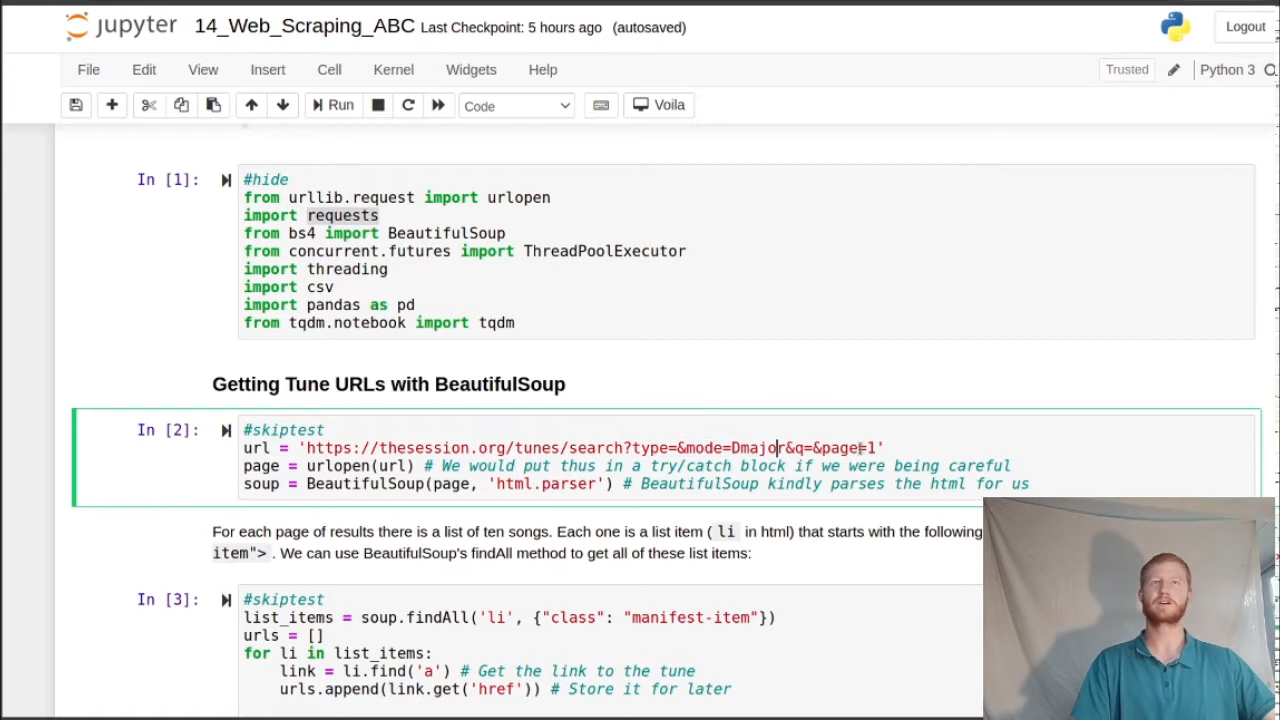 jupyter 14_Web_Scraping_ABC Last Checkpoint: 5 hours ago (autosaved) Logout
File Edit View Insert Cell Kernel Widgets Help Trusted Python 3
Run Code Voila
In [1]: #hide
from urllib.request import urlopen
import requests
from bs4 import BeautifulSoup
from concurrent.futures import ThreadPoolExecutor
import threading
import csv
import pandas as pd
from tqdm.notebook import tqdm
Getting Tune URLs with BeautifulSoup
In [2]: #skiptest
url = 'https://thesession.org/tunes/search?type=&mode=Dmajor&q=&page=1'
page = urlopen(url) # We would put thus in a try/catch block if we were being careful
soup = BeautifulSoup(page, 'html.parser') # BeautifulSoup kindly parses the html for us
For each page of results there is a list of ten songs. Each one is a list item ( li in html) that starts with the following
item"> . We can use BeautifulSoup's findAll method to get all of these list items:
In [3]: #skiptest
list_items = soup.findAll('li', {"class": "manifest-item"})
urls = []
for li in list_items:
link = li.find('a') # Get the link to the tune
urls.append(link.get('href')) # Store it for later